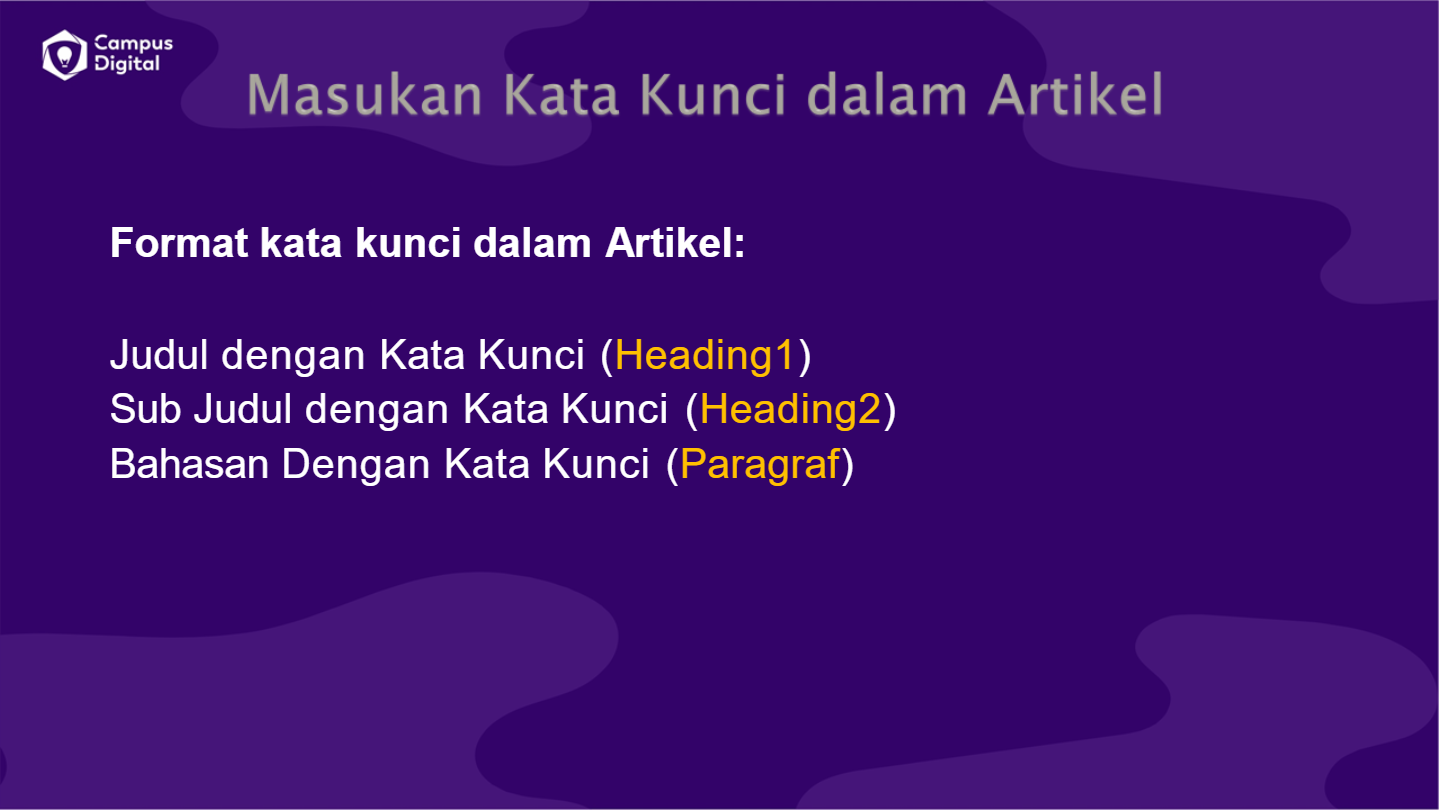 Campus
Digital
Masukan Kata Kunci dalam Artikel
Format kata kunci dalam Artikel:
Judul dengan Kata Kunci (Heading1)
Sub Judul dengan Kata Kunci (Heading2)
Bahasan Dengan Kata Kunci (Paragraf)